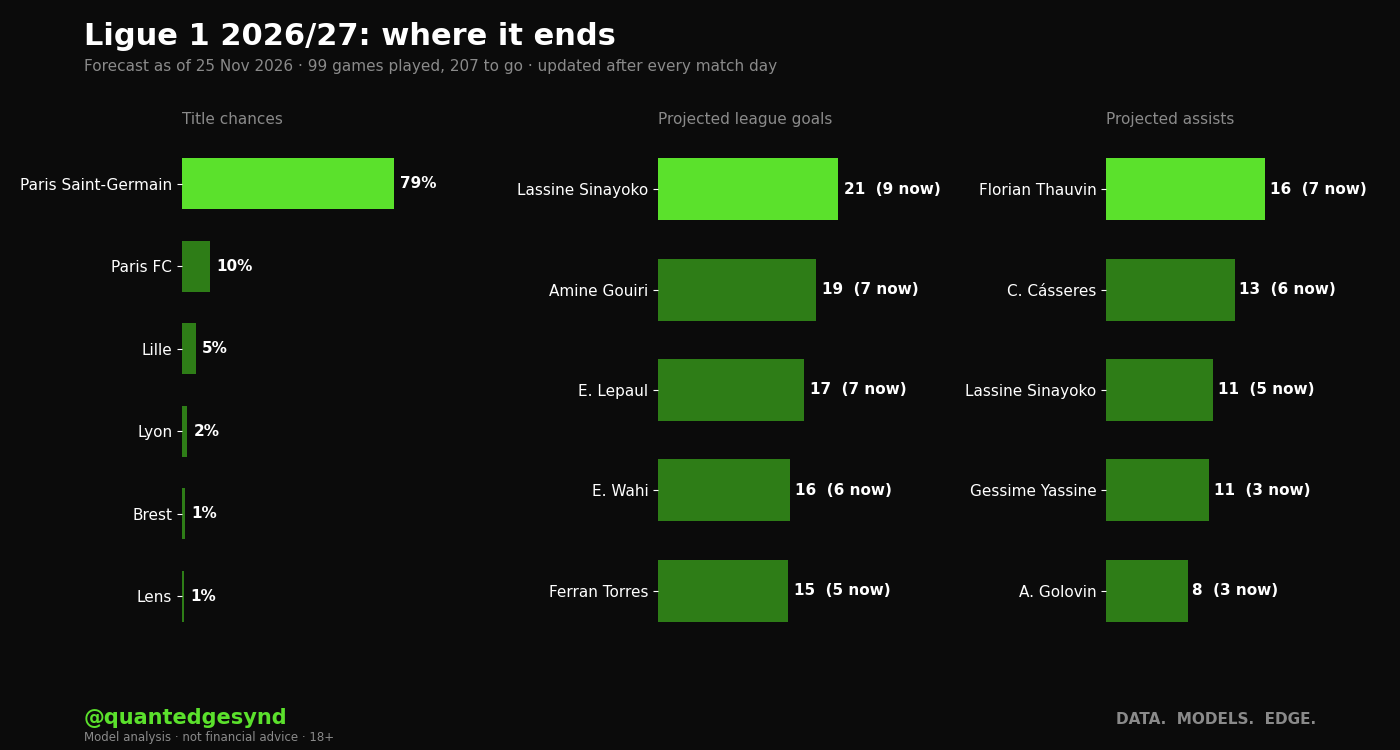 Ligue 1 2026/27: where it ends
Forecast as of 25 Nov 2026 · 99 games played, 207 to go · updated after every match day
Title chances
Paris Saint-Germain 79%
Paris FC 10%
Lille 5%
Lyon 2%
Brest 1%
Lens 1%
Projected league goals
Lassine Sinayoko 21 (9 now)
Amine Gouiri 19 (7 now)
E. Lepaul 17 (7 now)
E. Wahi 16 (6 now)
Ferran Torres 15 (5 now)
Projected assists
Florian Thauvin 16 (7 now)
C. Cásseres 13 (6 now)
Lassine Sinayoko 11 (5 now)
Gessime Yassine 11 (3 now)
A. Golovin 8 (3 now)
@quantedgesynd
Model analysis · not financial advice · 18+
DATA. MODELS. EDGE.